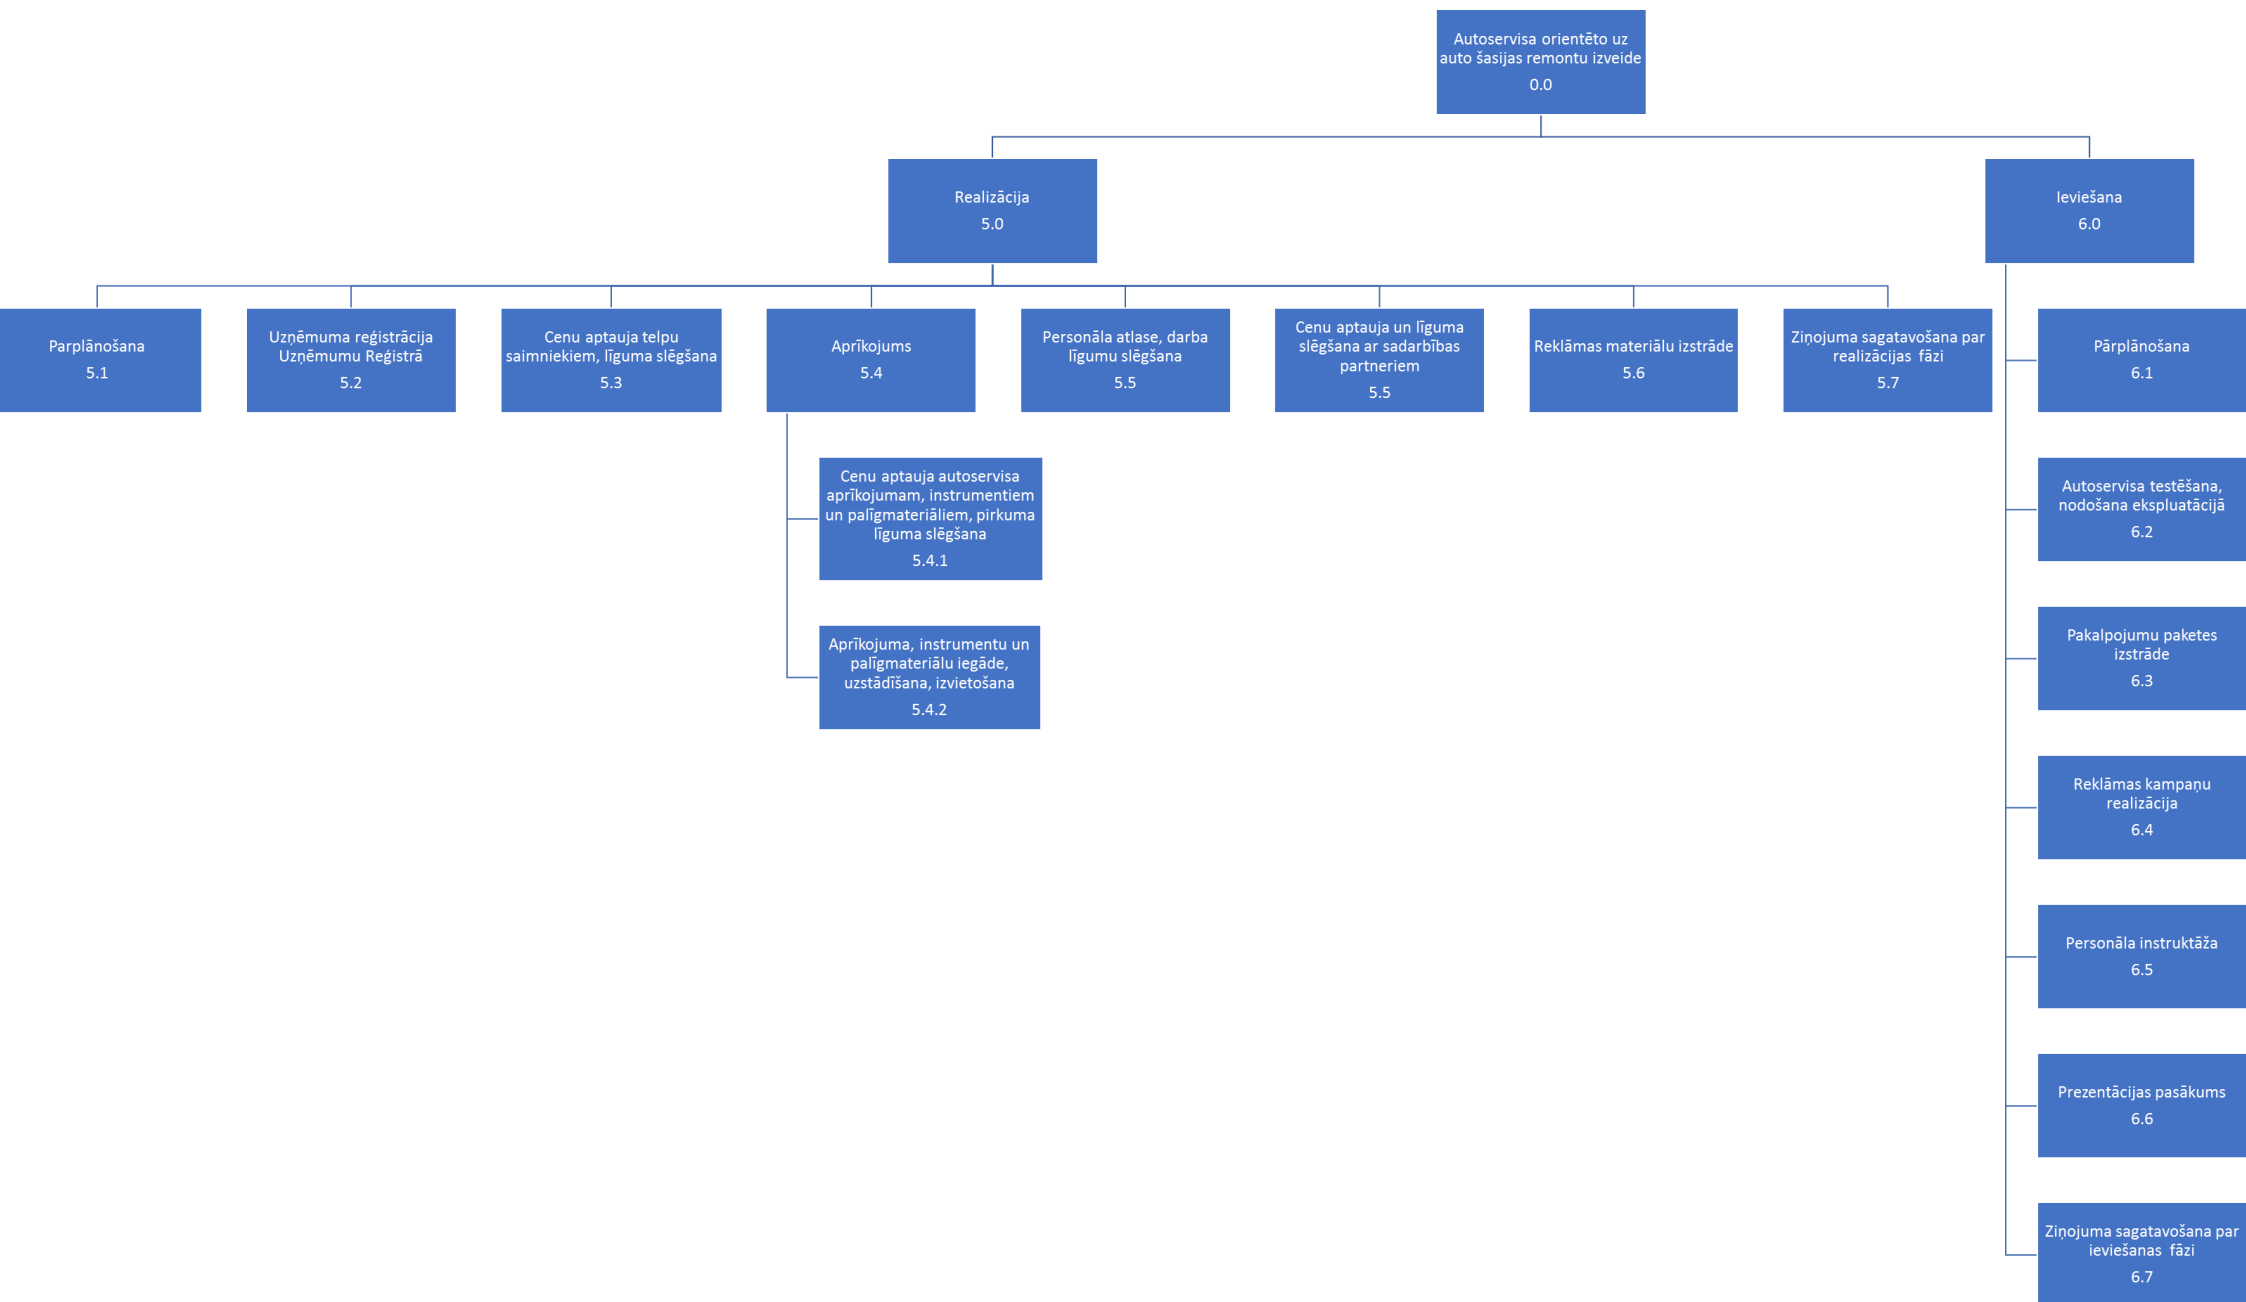 Autoservisa orientēto uz
auto šasijas remontu izveide
0.0
Realizācija
5.0
Ieviešana
6.0
Parplānošana
5.1
Uzņēmuma reģistrācija
Uzņēmumu Reģistrā
5.2
Cenu aptauja telpu
saimniekiem, līguma slēgšana
5.3
Aprīkojums
5.4
Personāla atlase, darba
līgumu slēgšana
5.5
Cenu aptauja un līguma
slēgšana ar sadarbības
partneriem
5.5
Reklāmas materiālu izstrāde
5.6
Ziņojuma sagatavošana par
realizācijas fāzi
5.7
Pārplānošana
6.1
Cenu aptauja autoservisa
aprīkojumam, instrumentiem
un palīgmateriāliem, pirkuma
līguma slēgšana
5.4.1
Autoservisa testēšana,
nodošana ekspluatācijā
6.2
Aprīkojuma, instrumentu un
palīgmateriālu iegāde,
uzstādīšana, izvietošana
5.4.2
Pakalpojumu paketes
izstrāde
6.3
Reklāmas kampaņu
realizācija
6.4
Personāla instruktāža
6.5
Prezentācijas pasākums
6.6
Ziņojuma sagatavošana par
ieviešanas fāzi
6.7